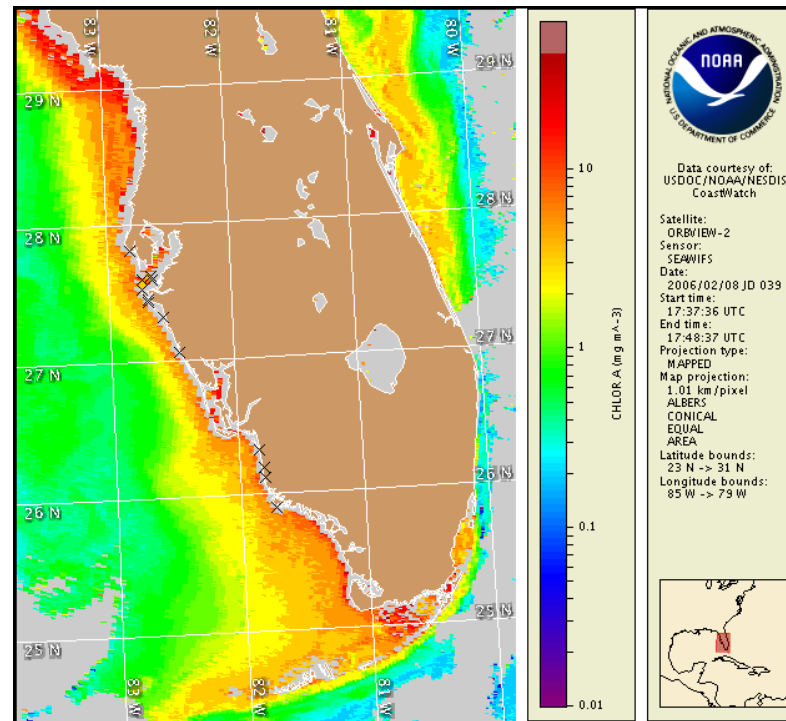 83 W
82 W
81 W
80 W
29 N
29 N
28 N
28 N
27 N
27 N
26 N
26 N
25 N
25 N
83 W
82 W
81 W
10
1
0.1
0.01
CHLOR A (mg m^-3)
NATIONAL OCEANIC AND ATMOSPHERIC ADMINISTRATION
NOAA
U.S. DEPARTMENT OF COMMERCE
Data courtesy of:
USDOC/NOAA/NESDIS
CoastWatch
Satellite:
ORBVIEW-2
Sensor:
SEAWIFS
Date:
2006/02/08 JD 039
Start time:
17:37:36 UTC
End time:
17:48:37 UTC
Projection type:
MAPPED
Map projection:
1.01 km/pixel
ALBERS
CONICAL
EQUAL
AREA
Latitude bounds:
23 N -> 31 N
Longitude bounds:
85 W -> 79 W